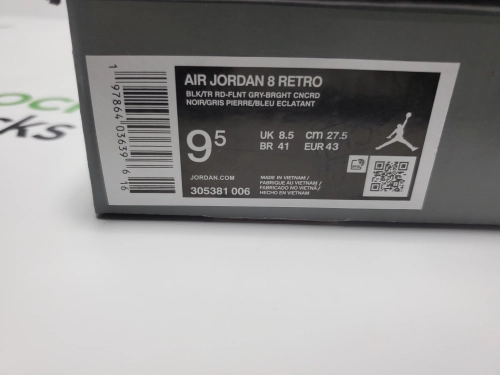 AIR JORDAN 8 RETRO
BLK/TR RD-FLNT GRY-BRGHT CNCRD
NOIR/GRIS PIERRE/BLEU ECLATANT
9⁵
UK 8.5 cm 27.5
BR 41 EUR 43
JORDAN.COM
305381 006
MADE IN VIETNAM /
FABRIQUE AU VIETNAM /
FABRICADO NO VIETNÃ /
HECHO EN VIETNAM
1 97864 03639 6 16